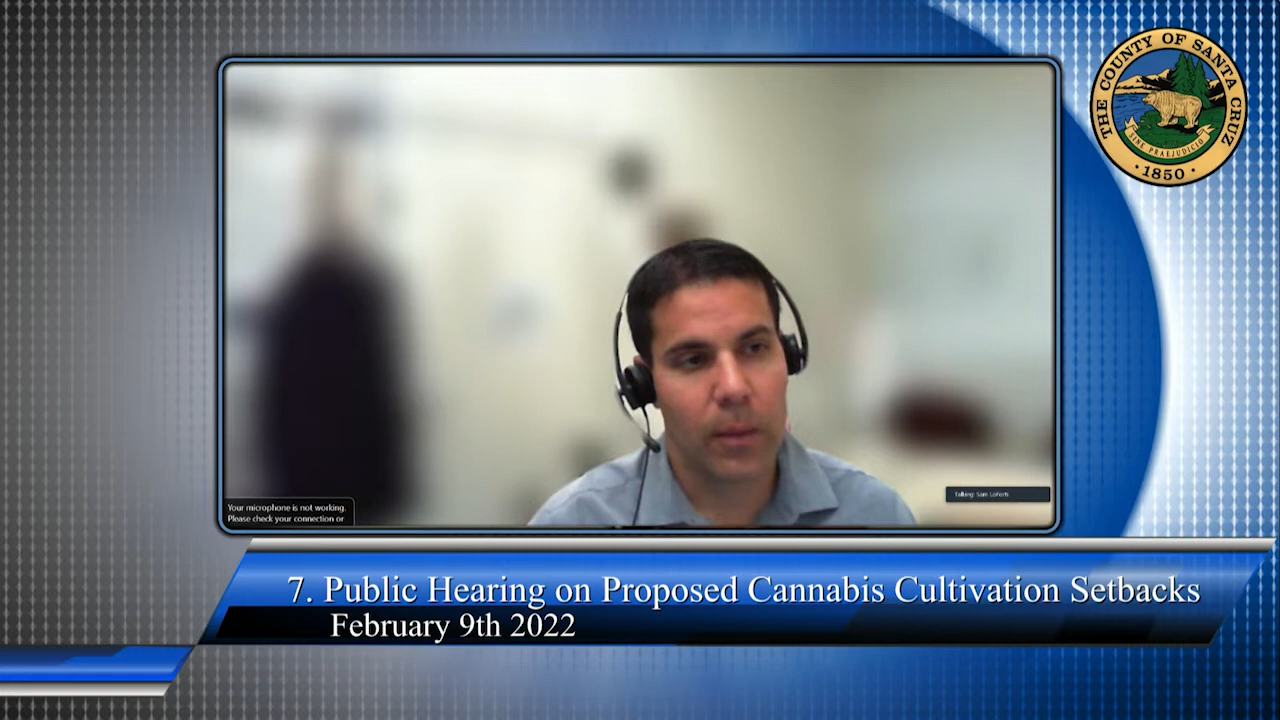 THE COUNTY OF SANTA CRUZ
SINE PRAEJUDICIO
· 1850 ·
Your microphone is not working.
Please check your connection or
Talking: Sam LoForti
7. Public Hearing on Proposed Cannabis Cultivation Setbacks
February 9th 2022